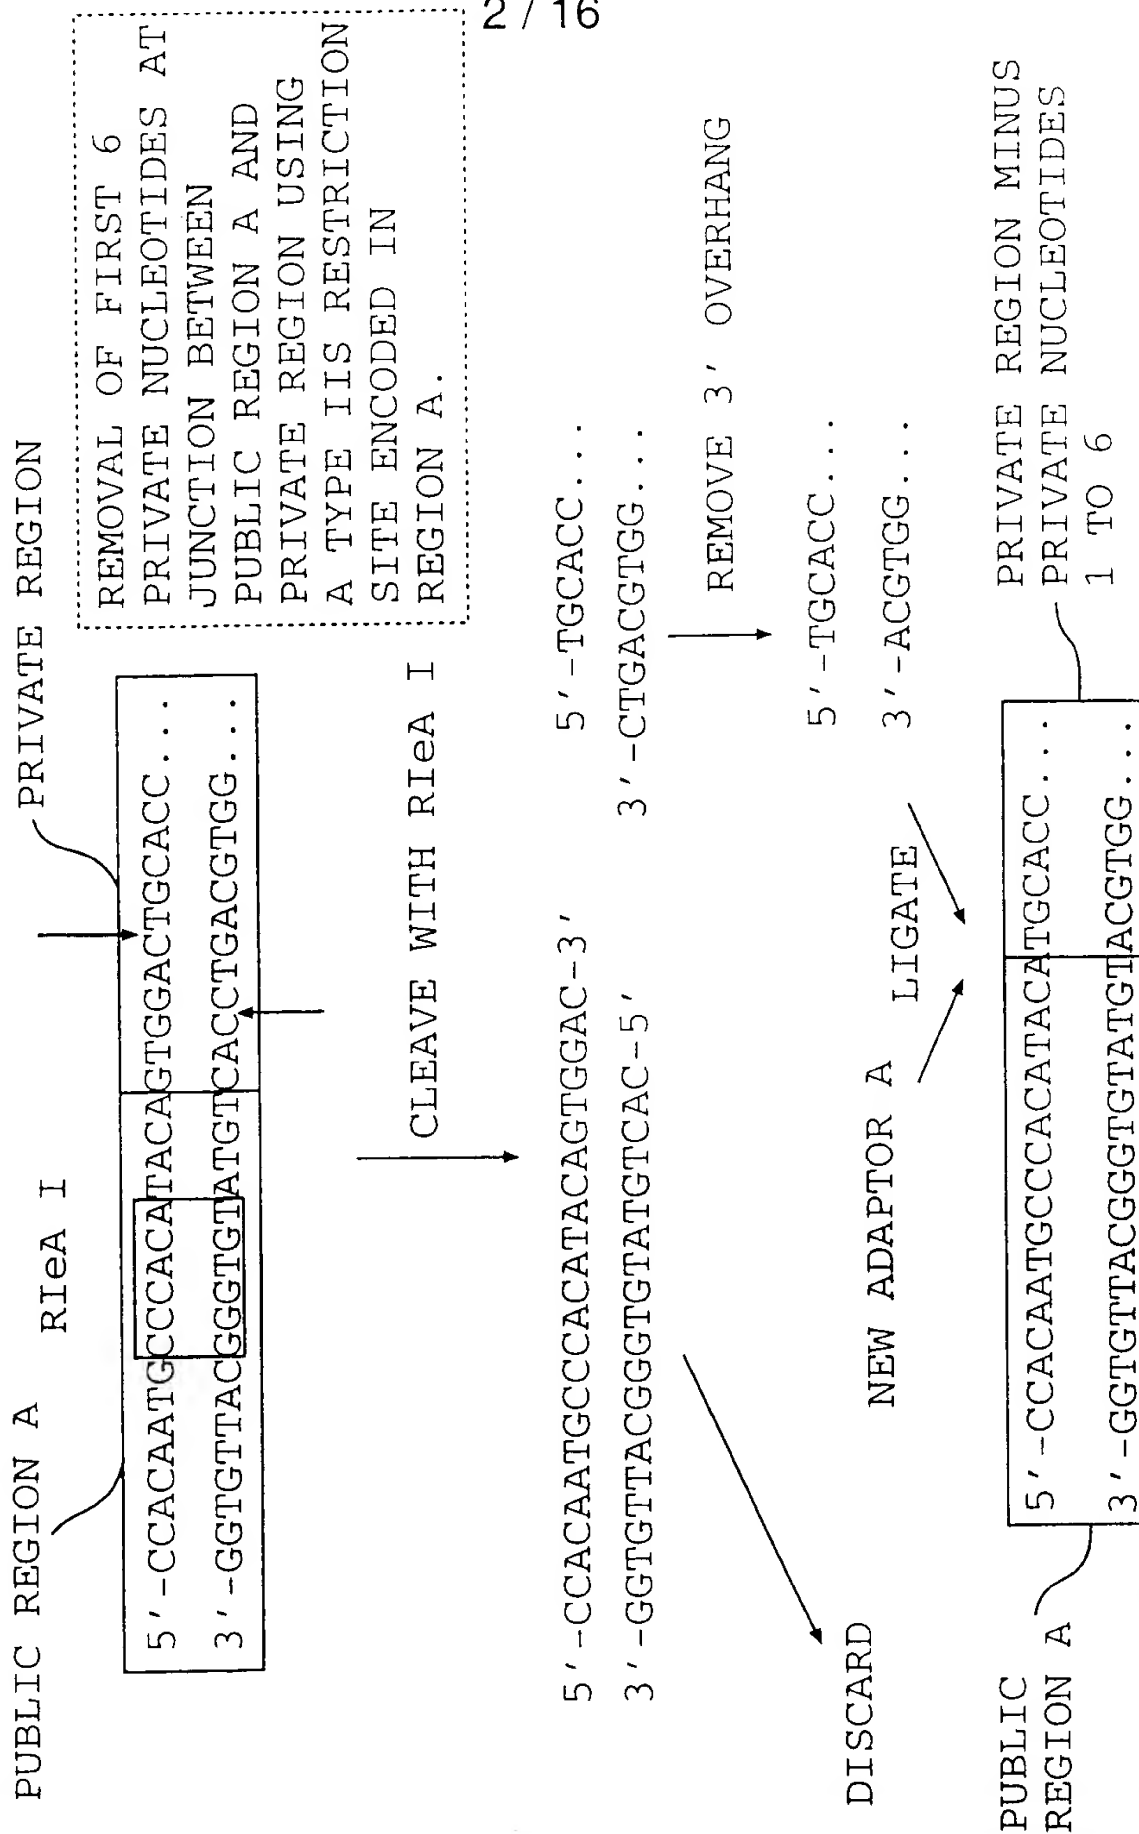 2 / 16
PUBLIC REGION A
RIeA I
PRIVATE REGION
5'-CCACAATGCCCACATACAGTGGACTGCACC...
3'-GGTGTTACGGGTGTATGTCACCTGACGTGG...
REMOVAL OF FIRST 6
PRIVATE NUCLEOTIDES AT
JUNCTION BETWEEN
PUBLIC REGION A AND
PRIVATE REGION USING
A TYPE IIS RESTRICTION
SITE ENCODED IN
REGION A.
CLEAVE WITH RIeA I
5'-CCACAATGCCCACATACAGTGGAC-3'
3'-GGTGTTACGGGTGTATGTCAC-5'
5'-TGCACC...
3'-CTGACGTGG...
REMOVE 3' OVERHANG
DISCARD
NEW ADAPTOR A
LIGATE
5'-TGCACC...
3'-ACGTGG...
PUBLIC
REGION A
5'-CCACAATGCCCACATACATGCACC...
3'-GGTGTTACGGGTGTATGTACGTGG...
PRIVATE REGION MINUS
PRIVATE NUCLEOTIDES
1 TO 6